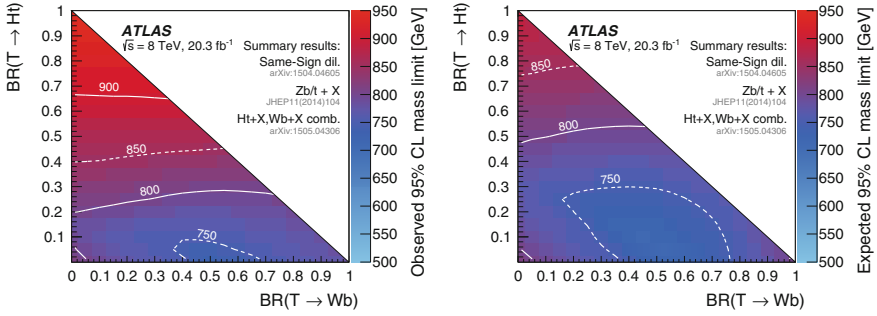 BR(T → Ht)
1
0.9
0.8
0.7
0.6
0.5
0.4
0.3
0.2
0.1
ATLAS
√s = 8 TeV, 20.3 fb⁻¹
Summary results:
Same-Sign dil.
arXiv:1504.04605
Zb/t + X
JHEP11(2014)104
Ht+X,Wb+X comb.
arXiv:1505.04306
900
850
800
750
0 0.1 0.2 0.3 0.4 0.5 0.6 0.7 0.8 0.9 1
BR(T → Wb)
950
900
850
800
750
700
650
600
550
500
Observed 95% CL mass limit [GeV]
BR(T → Ht)
1
0.9
0.8
0.7
0.6
0.5
0.4
0.3
0.2
0.1
ATLAS
√s = 8 TeV, 20.3 fb⁻¹
Summary results:
Same-Sign dil.
arXiv:1504.04605
Zb/t + X
JHEP11(2014)104
Ht+X,Wb+X comb.
arXiv:1505.04306
850
800
750
0 0.1 0.2 0.3 0.4 0.5 0.6 0.7 0.8 0.9 1
BR(T → Wb)
950
900
850
800
750
700
650
600
550
500
Expected 95% CL mass limit [GeV]